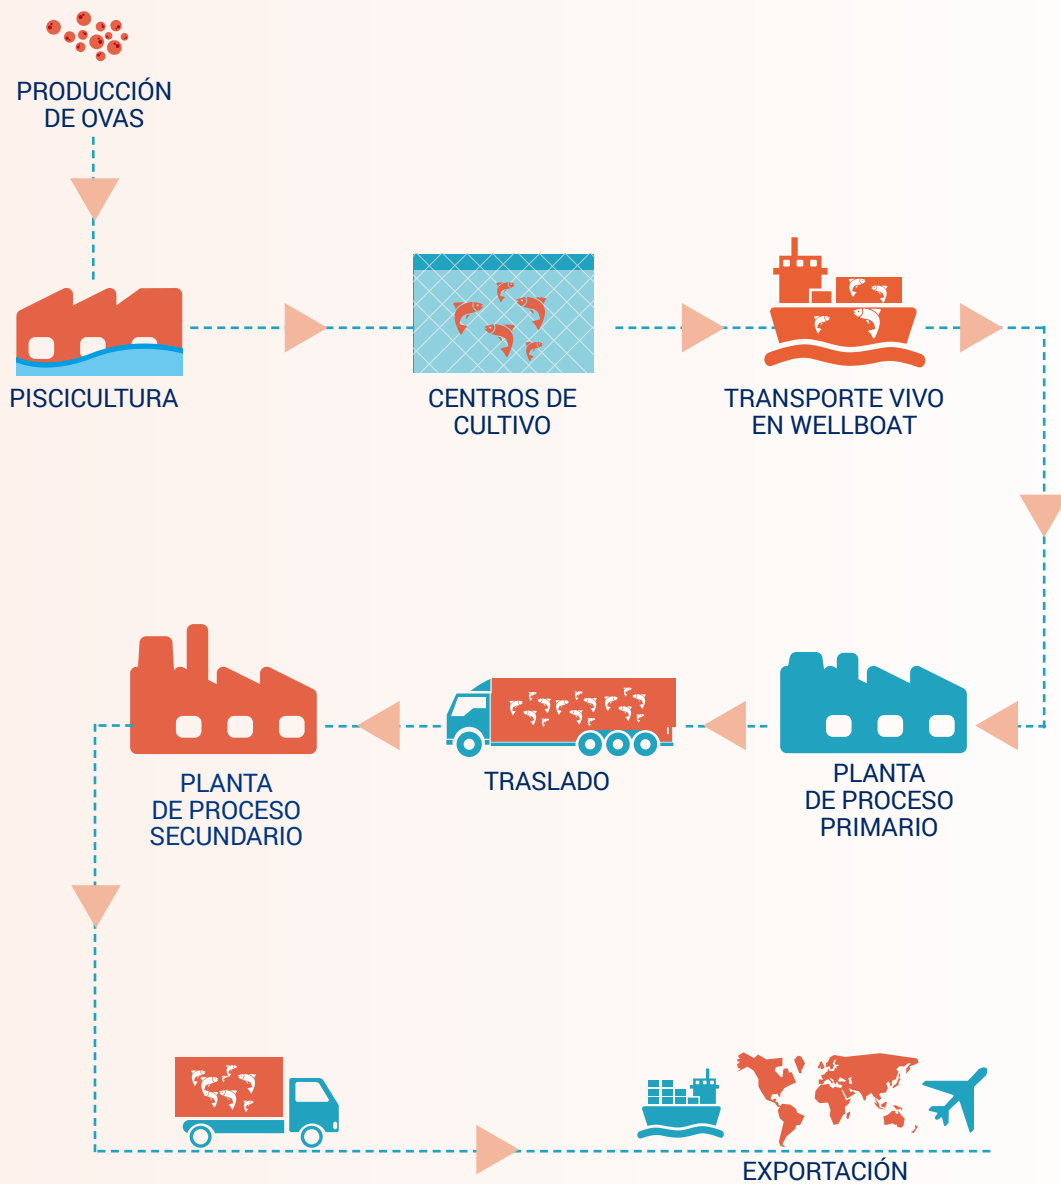 PRODUCCIÓN
DE OVAS
PISCICULTURA
CENTROS DE
CULTIVO
TRANSPORTE VIVO
EN WELLBOAT
PLANTA
DE PROCESO
PRIMARIO
TRASLADO
PLANTA
DE PROCESO
SECUNDARIO
EXPORTACIÓN